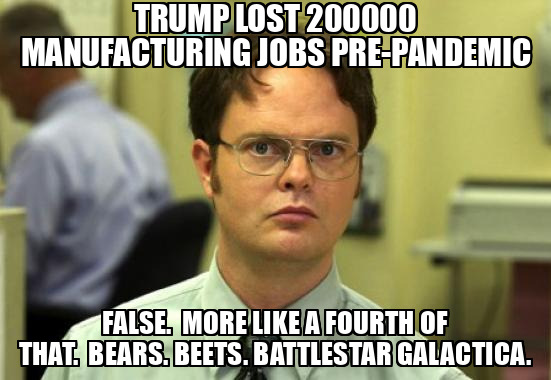 TRUMP LOST 200000
MANUFACTURING JOBS PRE-PANDEMIC
FALSE. MORE LIKE A FOURTH OF
THAT. BEARS. BEETS. BATTLESTAR GALACTICA.